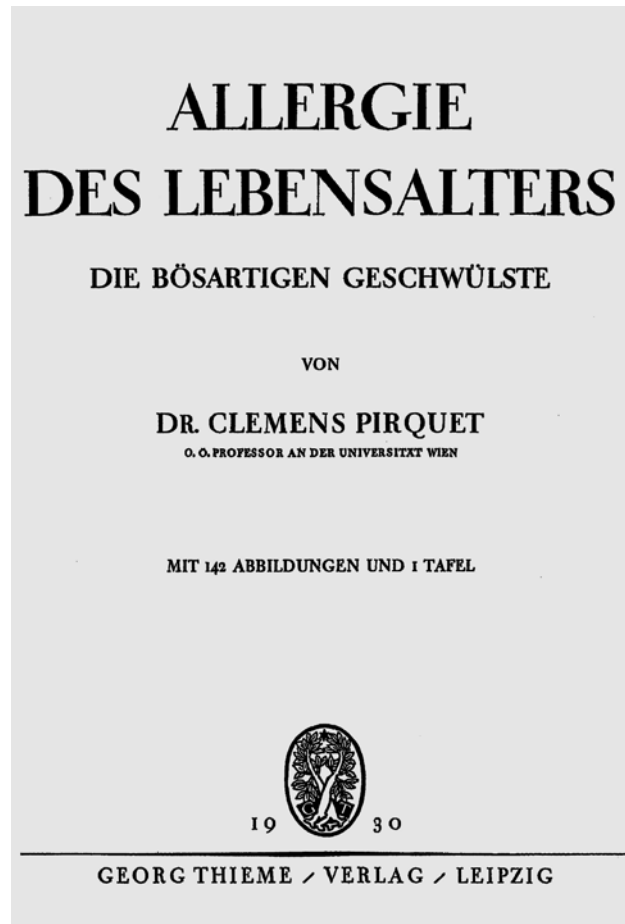 ALLERGIE
DES LEBENSALTERS
DIE BÖSARTIGEN GESCHWÜLSTE
VON
DR. CLEMENS PIRQUET
O. Ö. PROFESSOR AN DER UNIVERSITÄT WIEN
MIT 142 ABBILDUNGEN UND 1 TAFEL
G T
19 30
GEORG THIEME / VERLAG / LEIPZIG